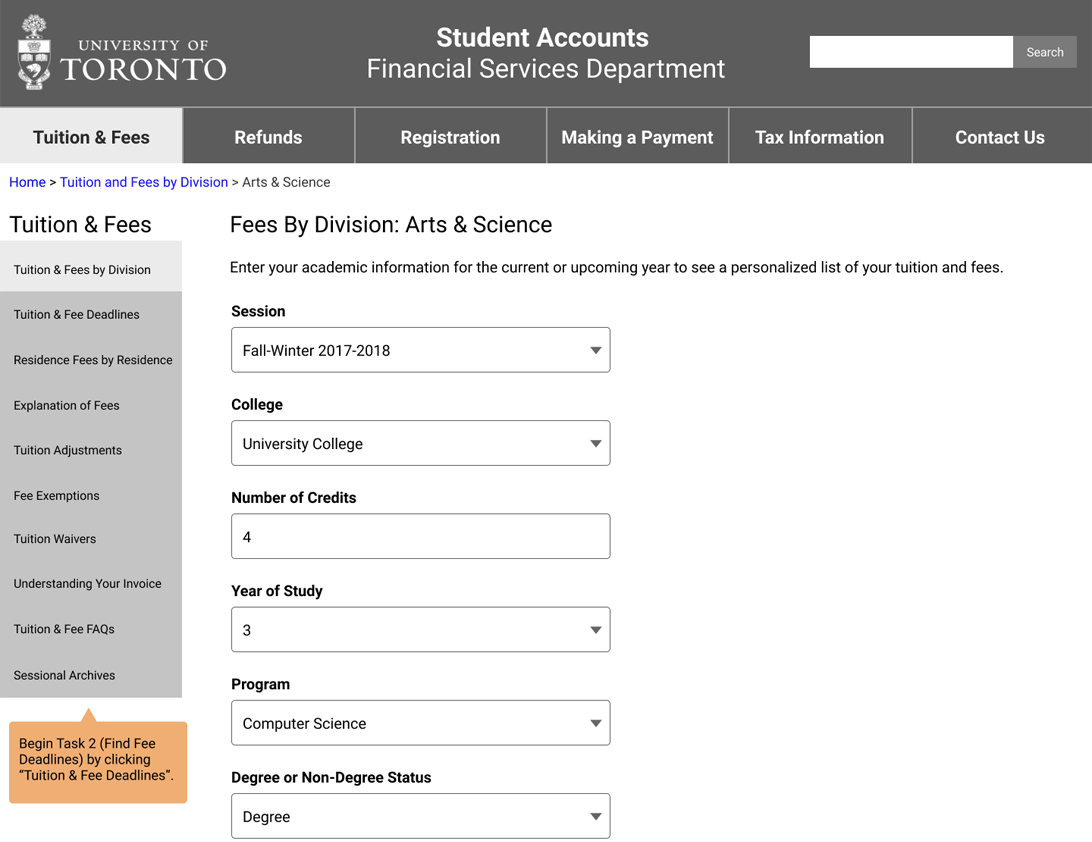 UNIVERSITY OF
TORONTO
Student Accounts
Financial Services Department
Search
Tuition & Fees
Refunds
Registration
Making a Payment
Tax Information
Contact Us
Home > Tuition and Fees by Division > Arts & Science
Tuition & Fees
Tuition & Fees by Division
Tuition & Fee Deadlines
Residence Fees by Residence
Explanation of Fees
Tuition Adjustments
Fee Exemptions
Tuition Waivers
Understanding Your Invoice
Tuition & Fee FAQs
Sessional Archives
Begin Task 2 (Find Fee
Deadlines) by clicking
“Tuition & Fee Deadlines”.
Fees By Division: Arts & Science
Enter your academic information for the current or upcoming year to see a personalized list of your tuition and fees.
Session
Fall-Winter 2017-2018
College
University College
Number of Credits
4
Year of Study
3
Program
Computer Science
Degree or Non-Degree Status
Degree